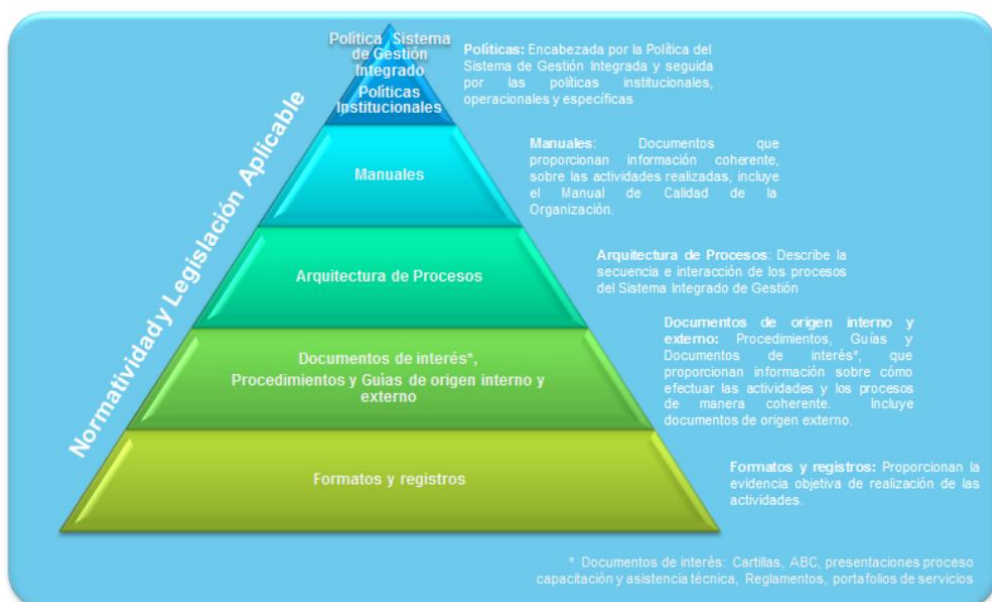 Política Sistema
de Gestión
Integrado
Políticas
Institucionales
Políticas: Encabezada por la Política del
Sistema de Gestión Integrada y seguida
por las políticas institucionales,
operacionales y específicas
Normatividad y Legislación Aplicable
Manuales
Manuales: Documentos que
proporcionan información coherente,
sobre las actividades realizadas, incluye
el Manual de Calidad de la
Organización.
Arquitectura de Procesos
Arquitectura de Procesos: Describe la
secuencia e interacción de los procesos
del Sistema Integrado de Gestión
Documentos de interés*,
Procedimientos y Guías de origen interno y
externo
Documentos de origen interno y
externo: Procedimientos, Guías y
Documentos de interés*, que
proporcionan información sobre cómo
efectuar las actividades y los procesos
de manera coherente. Incluye
documentos de origen externo.
Formatos y registros
Formatos y registros: Proporcionan la
evidencia objetiva de realización de las
actividades.
* Documentos de interés: Cartillas, ABC, presentaciones proceso
capacitación y asistencia técnica, Reglamentos, portafolios de servicios